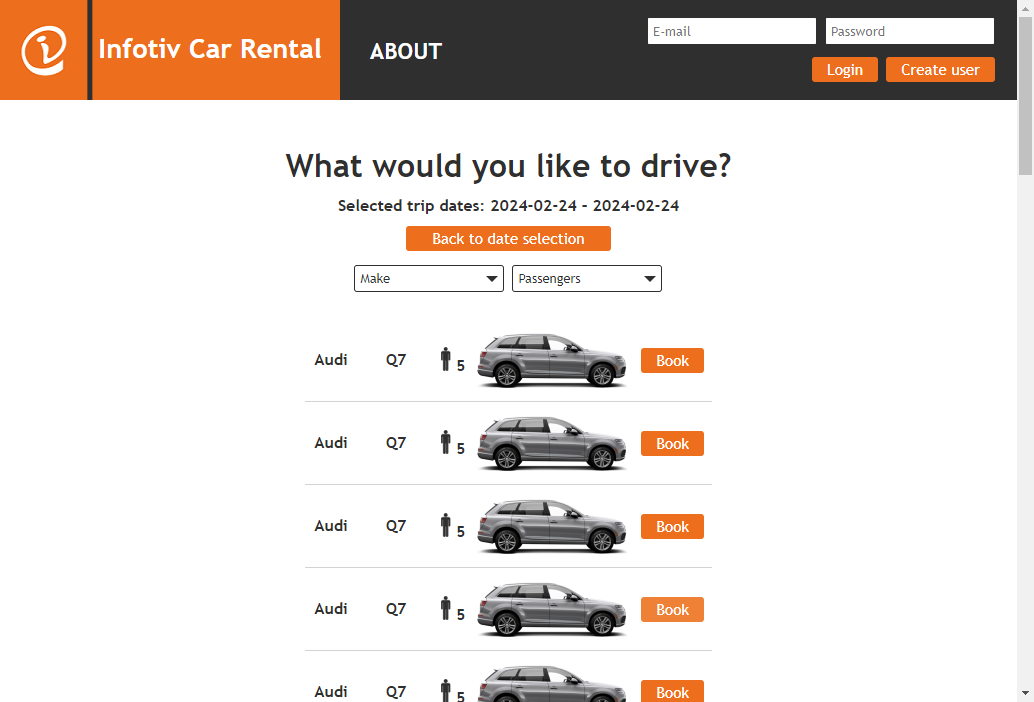 Infotiv Car Rental
ABOUT
E-mail
Password
Login
Create user
What would you like to drive?
Selected trip dates: 2024-02-24 – 2024-02-24
Back to date selection
Make
Passengers
Audi Q7 5 Book
Audi Q7 5 Book
Audi Q7 5 Book
Audi Q7 5 Book
Audi Q7 5 Book